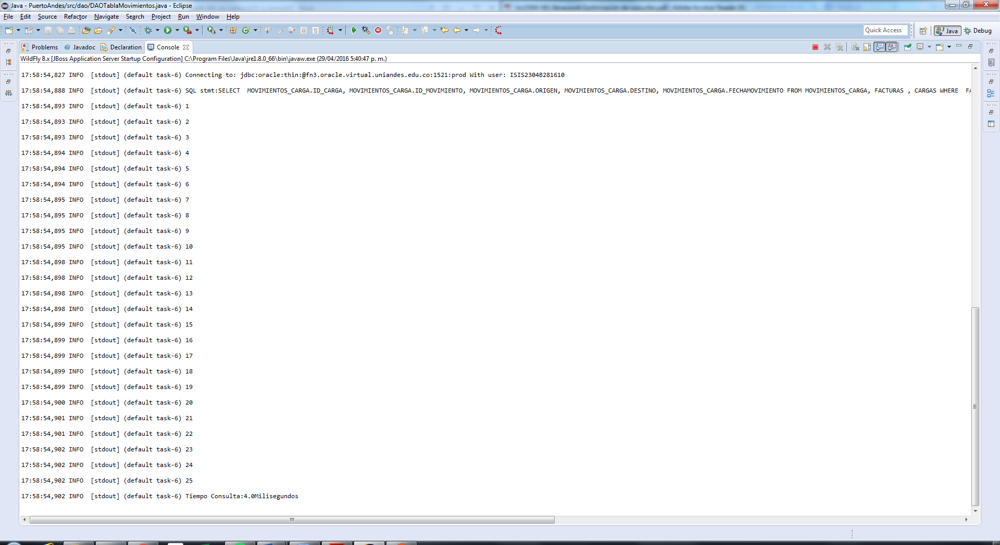 Java - PuertoAndes/src/dao/DAOTablaMovimientos.java - Eclipse
File Edit Source Refactor Navigate Search Project Run Window Help
Quick Access Java Debug
Problems @ Javadoc Declaration Console
WildFly 8.x [JBoss Application Server Startup Configuration] C:\Program Files\Java\jre1.8.0_66\bin\javaw.exe (29/04/2016 5:40:47 p. m.)
17:58:54,827 INFO [stdout] (default task-6) Connecting to: jdbc:oracle:thin:@fn3.oracle.virtual.uniandes.edu.co:1521:prod With user: ISIS2304B281610
17:58:54,888 INFO [stdout] (default task-6) SQL stmt:SELECT MOVIMIENTOS_CARGA.ID_CARGA, MOVIMIENTOS_CARGA.ID_MOVIMIENTO, MOVIMIENTOS_CARGA.ORIGEN, MOVIMIENTOS_CARGA.DESTINO, MOVIMIENTOS_CARGA.FECHAMOVIMIENTO FROM MOVIMIENTOS_CARGA, FACTURAS , CARGAS WHERE FA
17:58:54,893 INFO [stdout] (default task-6) 1
17:58:54,893 INFO [stdout] (default task-6) 2
17:58:54,893 INFO [stdout] (default task-6) 3
17:58:54,894 INFO [stdout] (default task-6) 4
17:58:54,894 INFO [stdout] (default task-6) 5
17:58:54,894 INFO [stdout] (default task-6) 6
17:58:54,895 INFO [stdout] (default task-6) 7
17:58:54,895 INFO [stdout] (default task-6) 8
17:58:54,895 INFO [stdout] (default task-6) 9
17:58:54,895 INFO [stdout] (default task-6) 10
17:58:54,898 INFO [stdout] (default task-6) 11
17:58:54,898 INFO [stdout] (default task-6) 12
17:58:54,898 INFO [stdout] (default task-6) 13
17:58:54,898 INFO [stdout] (default task-6) 14
17:58:54,899 INFO [stdout] (default task-6) 15
17:58:54,899 INFO [stdout] (default task-6) 16
17:58:54,899 INFO [stdout] (default task-6) 17
17:58:54,899 INFO [stdout] (default task-6) 18
17:58:54,899 INFO [stdout] (default task-6) 19
17:58:54,900 INFO [stdout] (default task-6) 20
17:58:54,901 INFO [stdout] (default task-6) 21
17:58:54,901 INFO [stdout] (default task-6) 22
17:58:54,902 INFO [stdout] (default task-6) 23
17:58:54,902 INFO [stdout] (default task-6) 24
17:58:54,902 INFO [stdout] (default task-6) 25
17:58:54,902 INFO [stdout] (default task-6) Tiempo Consulta:4.0Milisegundos